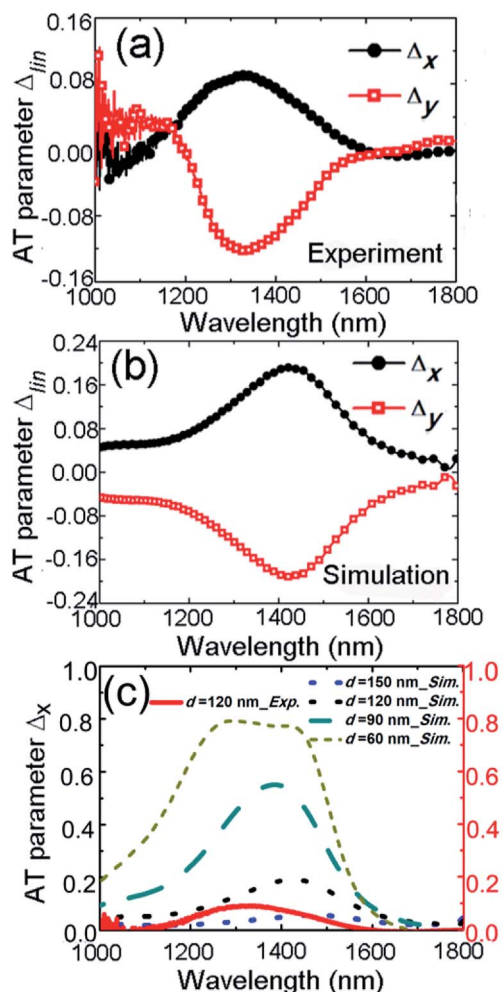 (a)
Δx
Δy
Experiment
AT parameter Δlin
0.16
0.08
0.00
-0.08
-0.16
1000 1200 1400 1600 1800
Wavelength (nm)
(b)
Δx
Δy
Simulation
AT parameter Δlin
0.24
0.16
0.08
0.00
-0.08
-0.16
-0.24
1000 1200 1400 1600 1800
Wavelength (nm)
(c)
d=120 nm_Exp.
d=150 nm_Sim.
d=120 nm_Sim.
d=90 nm_Sim.
d=60 nm_Sim.
AT parameter Δx
1.0
0.8
0.6
0.4
0.2
0.0
1.0
0.8
0.6
0.4
0.2
0.0
1000 1200 1400 1600 1800
Wavelength (nm)